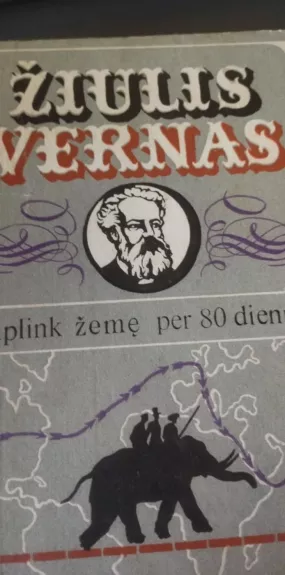 ŽIULIS
VERNAS
plink žemę per 80 dien